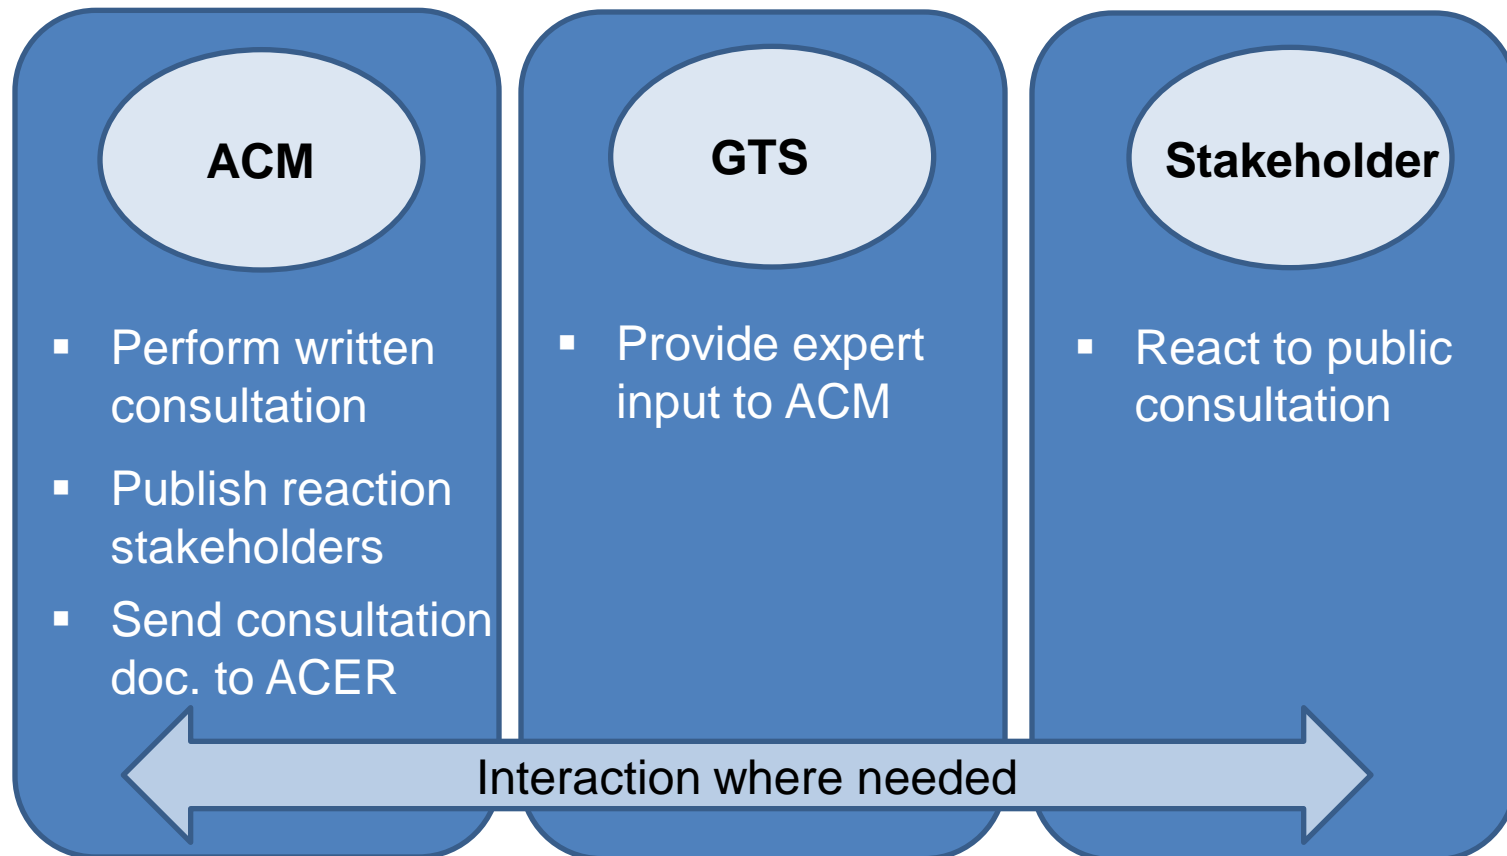 ACM
▪ Perform written
consultation
▪ Publish reaction
stakeholders
▪ Send consultation
doc. to ACER
GTS
▪ Provide expert
input to ACM
Stakeholder
▪ React to public
consultation
Interaction where needed